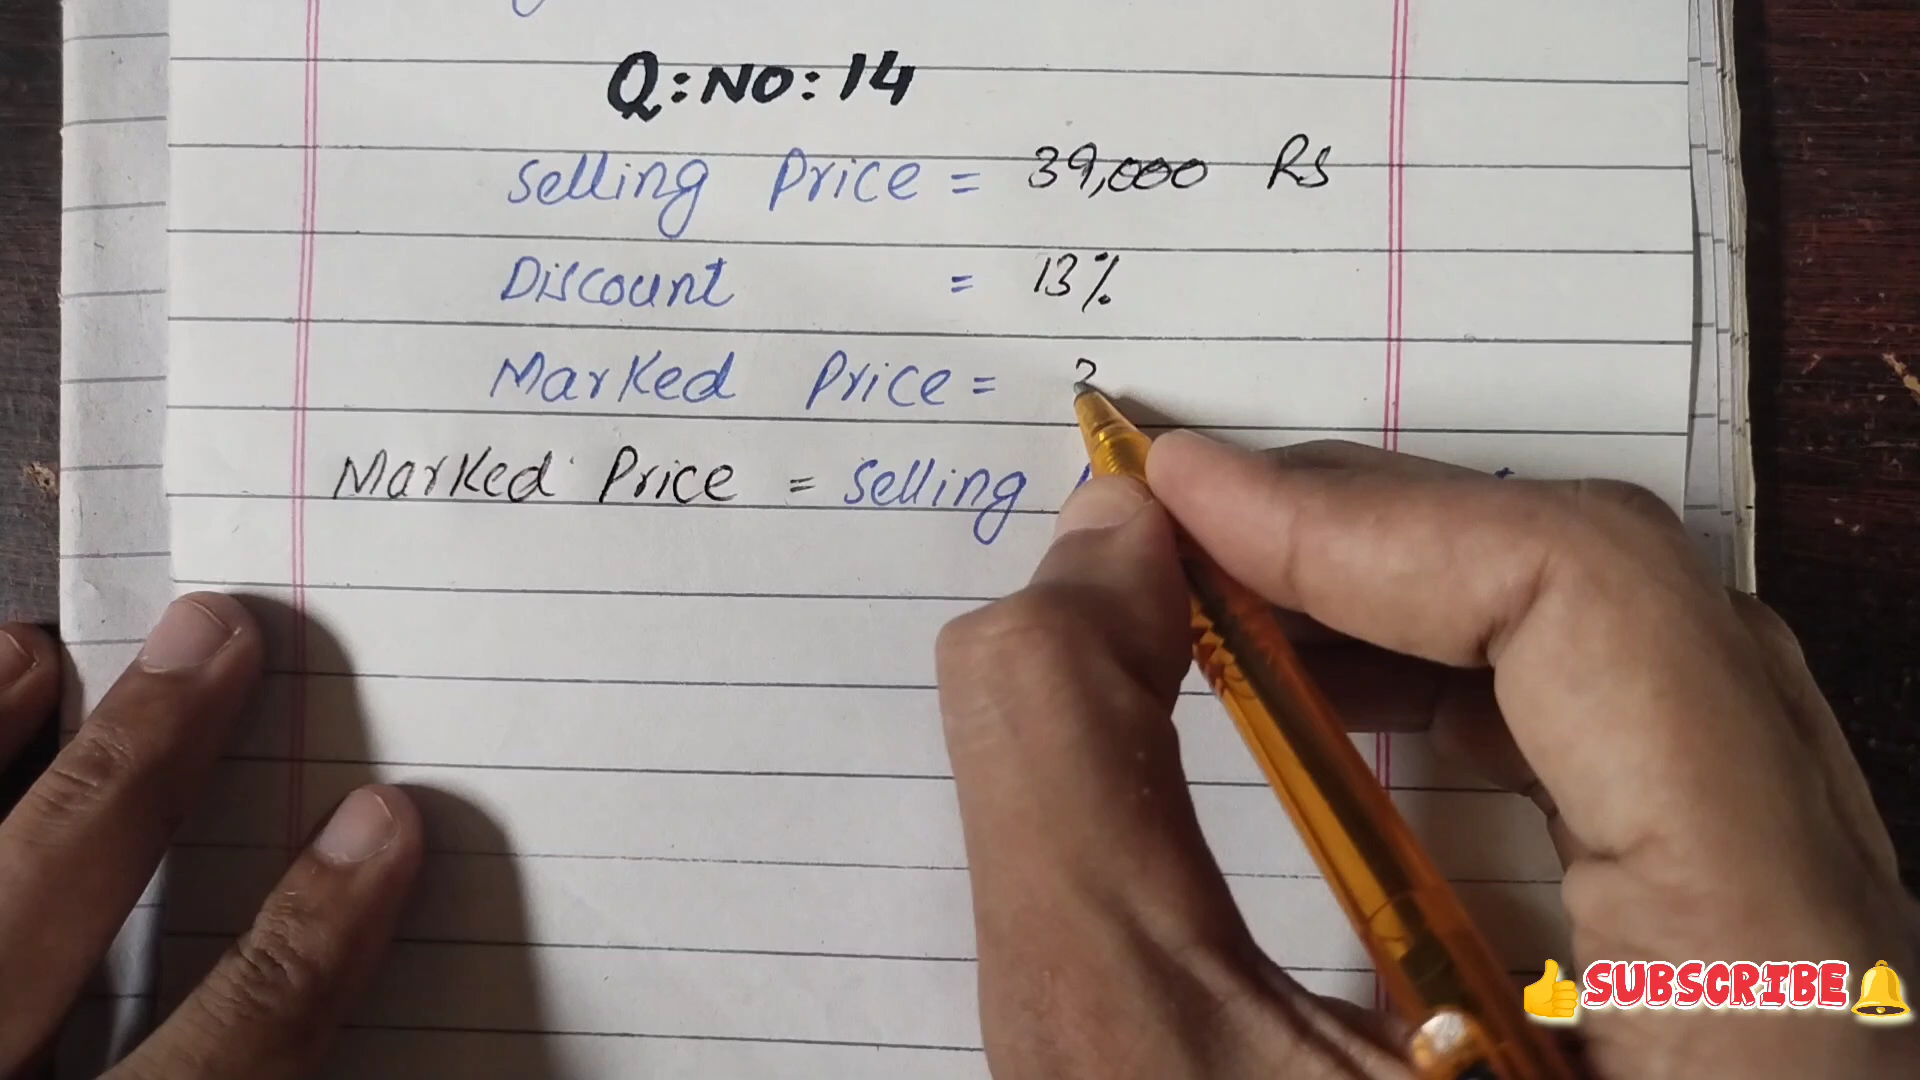 Q:NO:14
Selling Price = 39,000 Rs
Discount = 13%
Marked Price = ?
Marked Price = Selling
SUBSCRIBE